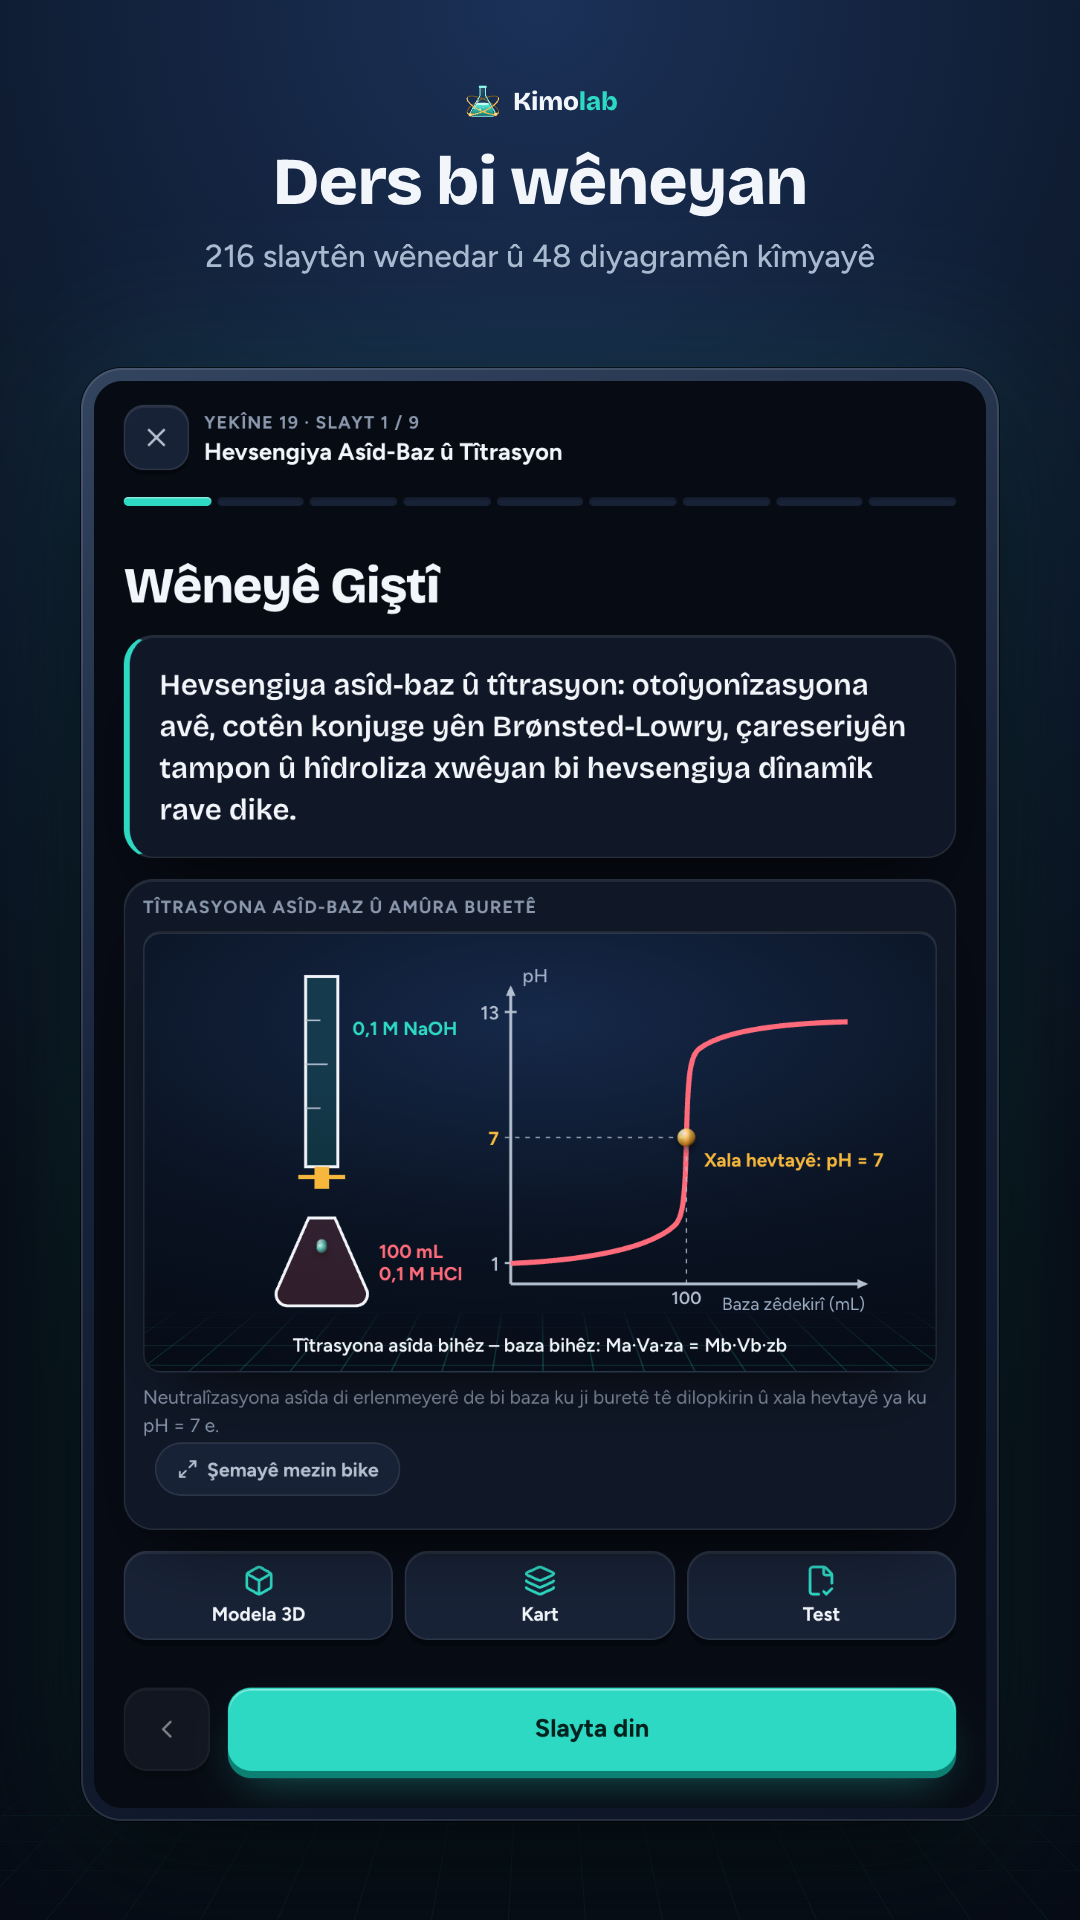 Kimolab
Ders bi wêneyan
216 slaytên wênedar û 48 diyagramên kîmyayê
YEKÎNE 19 · SLAYT 1 / 9
Hevsengiya Asîd-Baz û Tîtrasyon
Wêneyê Giştî
Hevsengiya asîd-baz û tîtrasyon: otoîyonîzasyona
avê, cotên konjuge yên Brønsted-Lowry, çareseriyên
tampon û hîdroliza xwêyan bi hevsengiya dînamîk
rave dike.
TÎTRASYONA ASÎD-BAZ Û AMÛRA BURETÊ
pH
13
0,1 M NaOH
7
Xala hevtayê: pH = 7
100 mL
0,1 M HCl
1
100
Baza zêdekirî (mL)
Tîtrasyona asîda bihêz – baza bihêz: Ma·Va·za = Mb·Vb·zb
Neutralîzasyona asîda di erlenmeyerê de bi baza ku ji buretê tê dilopkirin û xala hevtayê ya ku
pH = 7 e.
Şemayê mezin bike
Modela 3D
Kart
Test
Slayta din